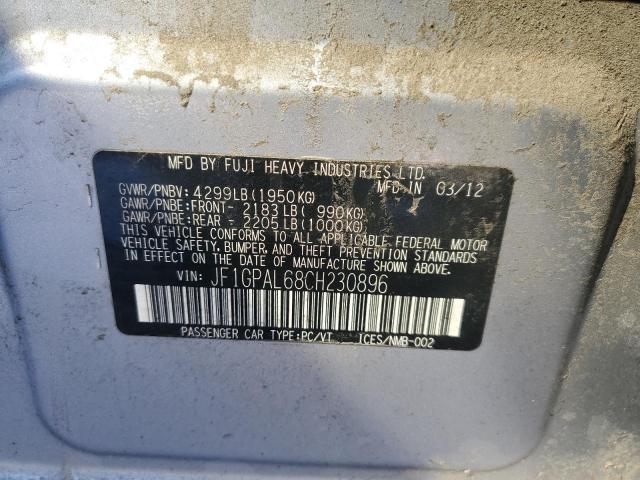 MFD BY FUJI HEAVY INDUSTRIES LTD.
MFD IN 03/12
GVWR/PNBV: 4299LB(1950KG)
GAWR/PNBE:FRONT- 2183LB( 990KG)
GAWR/PNBE:REAR - 2205LB(1000KG)
THIS VEHICLE CONFORMS TO ALL APPLICABLE FEDERAL MOTOR
VEHICLE SAFETY, BUMPER, AND THEFT PREVENTION STANDARDS
IN EFFECT ON THE DATE OF MANUFACTURE SHOWN ABOVE.
VIN: JF1GPAL68CH230896
PASSENGER CAR TYPE:PC/VT ICES/NMB-002